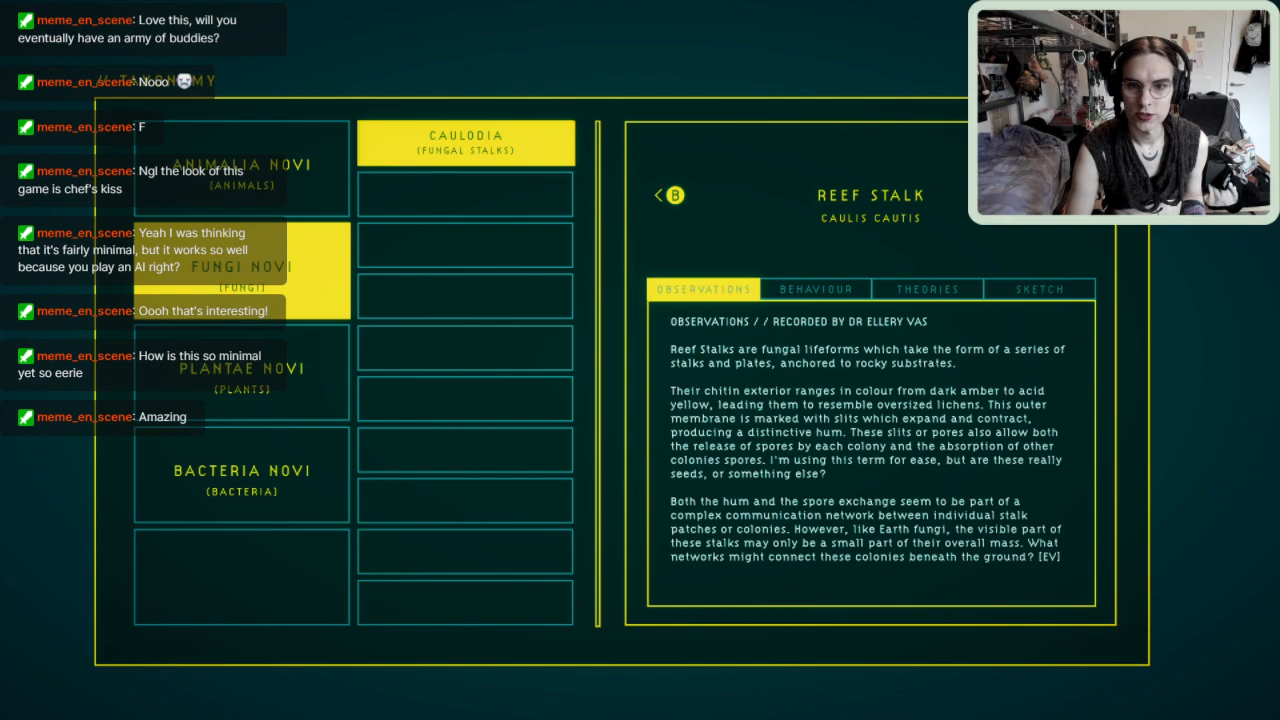 meme_en_scene: Love this, will you
eventually have an army of buddies?
meme_en_scene: Nooo
meme_en_scene: F
meme_en_scene: Ngl the look of this
game is chef's kiss
meme_en_scene: Yeah I was thinking
that it's fairly minimal, but it works so well
because you play an AI right?
meme_en_scene: Oooh that's interesting!
meme_en_scene: How is this so minimal
yet so eerie
meme_en_scene: Amazing
ANIMALIA NOVI
(ANIMALS)
FUNGI NOVI
(FUNGI)
PLANTAE NOVI
(PLANTS)
BACTERIA NOVI
(BACTERIA)
CAULODIA
(FUNGAL STALKS)
B
REEF STALK
CAULIS CAUTIS
OBSERVATIONS
BEHAVIOUR
THEORIES
SKETCH
OBSERVATIONS / / RECORDED BY DR ELLERY VAS
Reef Stalks are fungal lifeforms which take the form of a series of
stalks and plates, anchored to rocky substrates.
Their chitin exterior ranges in colour from dark amber to acid
yellow, leading them to resemble oversized lichens. This outer
membrane is marked with slits which expand and contract,
producing a distinctive hum. These slits or pores also allow both
the release of spores by each colony and the absorption of other
colonies spores. I'm using this term for ease, but are these really
seeds, or something else?
Both the hum and the spore exchange seem to be part of a
complex communication network between individual stalk
patches or colonies. However, like Earth fungi, the visible part of
these stalks may only be a small part of their overall mass. What
networks might connect these colonies beneath the ground? [EV]